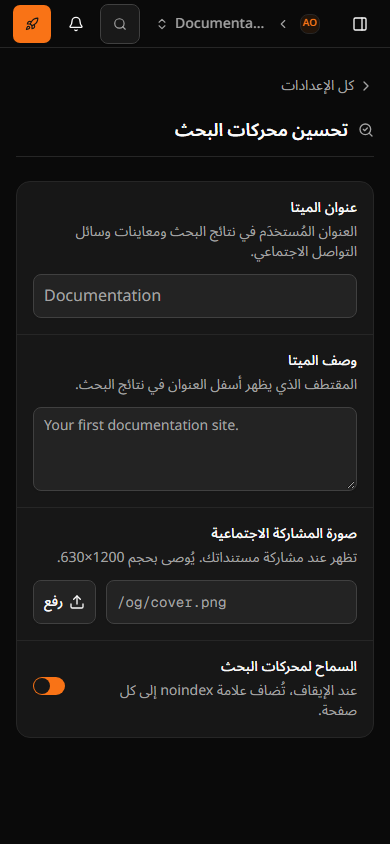 AO
Documenta...
كل الإعدادات
تحسين محركات البحث
عنوان الميتا
العنوان المُستخدَم في نتائج البحث ومعاينات وسائل
التواصل الاجتماعي.
Documentation
وصف الميتا
المقتطف الذي يظهر أسفل العنوان في نتائج البحث.
Your first documentation site.
صورة المشاركة الاجتماعية
تظهر عند مشاركة مستنداتك. يُوصى بحجم 1200×630.
/og/cover.png
رفع
السماح لمحركات البحث
عند الإيقاف، تُضاف علامة noindex إلى كل
صفحة.